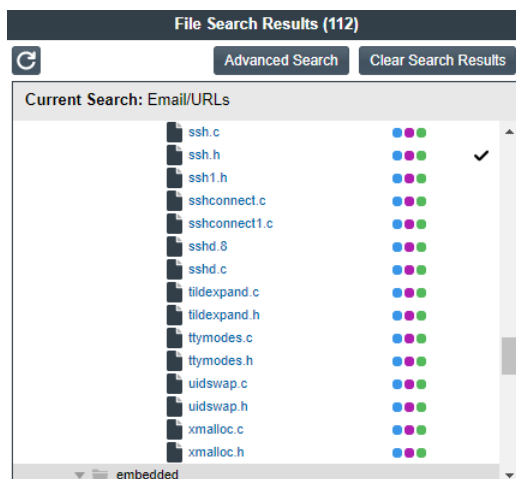 File Search Results (112)
Advanced Search
Clear Search Results
Current Search: Email/URLs
ssh.c
ssh.h
ssh1.h
sshconnect.c
sshconnect1.c
sshd.8
sshd.c
tildexpand.c
tildexpand.h
ttymodes.c
ttymodes.h
uidswap.c
uidswap.h
xmalloc.c
xmalloc.h
embedded